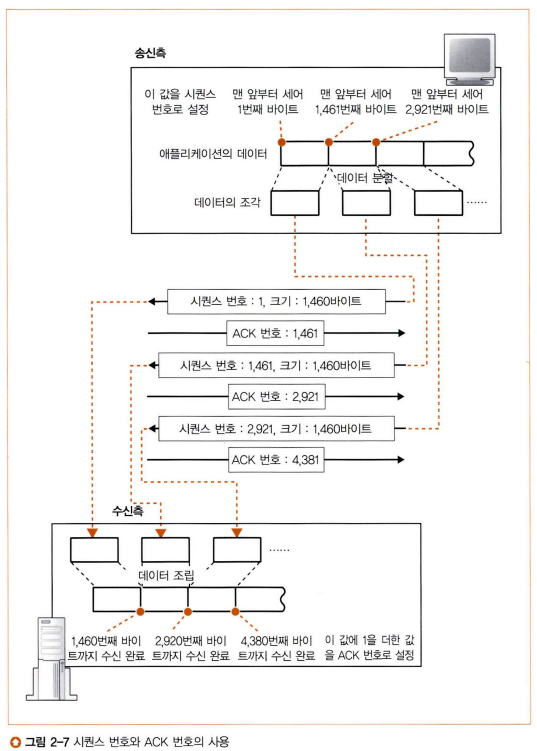 송신측
이 값을 시퀀스
번호로 설정
맨 앞부터 세어
1번째 바이트
맨 앞부터 세어
1,461번째 바이트
맨 앞부터 세어
2,921번째 바이트
애플리케이션의 데이터
데이터 분할
데이터의 조각
……
시퀀스 번호 : 1, 크기 : 1,460바이트
ACK 번호 : 1,461
시퀀스 번호 : 1,461, 크기 : 1,460바이트
ACK 번호 : 2,921
시퀀스 번호 : 2,921, 크기 : 1,460바이트
ACK 번호 : 4,381
수신측
……
데이터 조립
1,460번째 바이
트까지 수신 완료
2,920번째 바이
트까지 수신 완료
4,380번째 바이
트까지 수신 완료
이 값에 1을 더한 값
을 ACK 번호로 설정
그림 2-7 시퀀스 번호와 ACK 번호의 사용